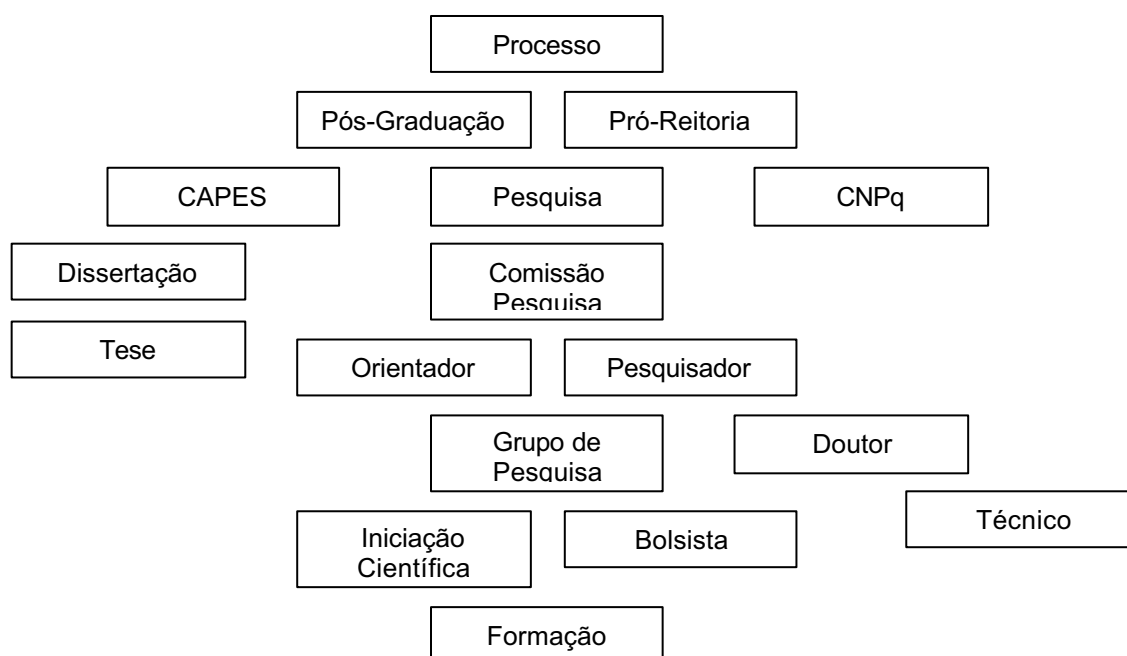 Processo
Pós-Graduação
Pró-Reitoria
CAPES
Pesquisa
CNPq
Dissertação
Comissão
Pesquisa
Tese
Orientador
Pesquisador
Grupo de
Pesquisa
Doutor
Técnico
Iniciação
Científica
Bolsista
Formação